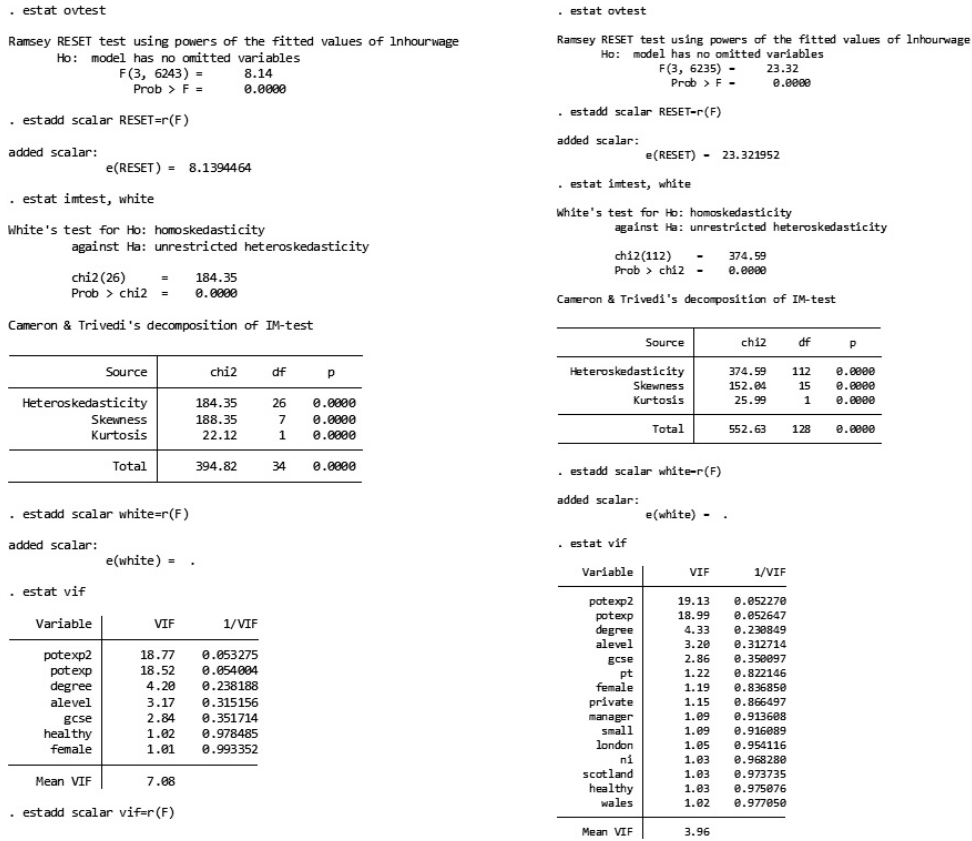 . estat ovtest
Ramsey RESET test using powers of the fitted values of lnhourwage
Ho: model has no omitted variables
F(3, 6243) = 8.14
Prob > F = 0.0000
. estadd scalar RESET=r(F)
added scalar:
e(RESET) = 8.1394464
. estat imtest, white
White's test for Ho: homoskedasticity
against Ha: unrestricted heteroskedasticity
chi2(26) = 184.35
Prob > chi2 = 0.0000
Cameron & Trivedi's decomposition of IM-test
Source chi2 df p
Heteroskedasticity 184.35 26 0.0000
Skewness 188.35 7 0.0000
Kurtosis 22.12 1 0.0000
Total 394.82 34 0.0000
. estadd scalar white=r(F)
added scalar:
e(white) = .
. estat vif
Variable VIF 1/VIF
potexp2 18.77 0.053275
potexp 18.52 0.054004
degree 4.20 0.238188
alevel 3.17 0.315156
gcse 2.84 0.351714
healthy 1.02 0.978485
female 1.01 0.993352
Mean VIF 7.08
. estadd scalar vif=r(F)
. estat ovtest
Ramsey RESET test using powers of the fitted values of lnhourwage
Ho: model has no omitted variables
F(3, 6235) = 23.32
Prob > F = 0.0000
. estadd scalar RESET=r(F)
added scalar:
e(RESET) = 23.321952
. estat imtest, white
White's test for Ho: homoskedasticity
against Ha: unrestricted heteroskedasticity
chi2(112) = 374.59
Prob > chi2 = 0.0000
Cameron & Trivedi's decomposition of IM-test
Source chi2 df p
Heteroskedasticity 374.59 112 0.0000
Skewness 152.04 15 0.0000
Kurtosis 25.99 1 0.0000
Total 552.63 128 0.0000
. estadd scalar white=r(F)
added scalar:
e(white) = .
. estat vif
Variable VIF 1/VIF
potexp2 19.13 0.052270
potexp 18.99 0.052647
degree 4.33 0.230849
alevel 3.20 0.312714
gcse 2.86 0.350097
pt 1.22 0.822146
female 1.19 0.836850
private 1.15 0.866497
manager 1.09 0.913608
small 1.09 0.916089
london 1.05 0.954116
ni 1.03 0.968280
scotland 1.03 0.973735
healthy 1.03 0.975076
wales 1.02 0.977050
Mean VIF 3.96